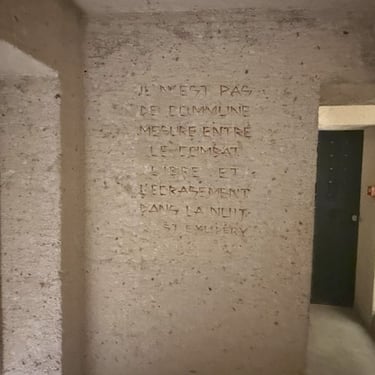 IL N'EST PAS
DE COMMUNE
MESURE ENTRE
LE COMBAT
LIBRE ET
L'ECRASEMENT
DANS LA NUIT
ST EXUPERY